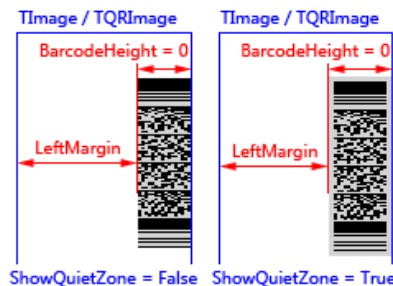 TImage / TQRImage TImage / TQRImage
BarcodeHeight = 0 BarcodeHeight = 0
LeftMargin LeftMargin
ShowQuietZone = False ShowQuietZone = True